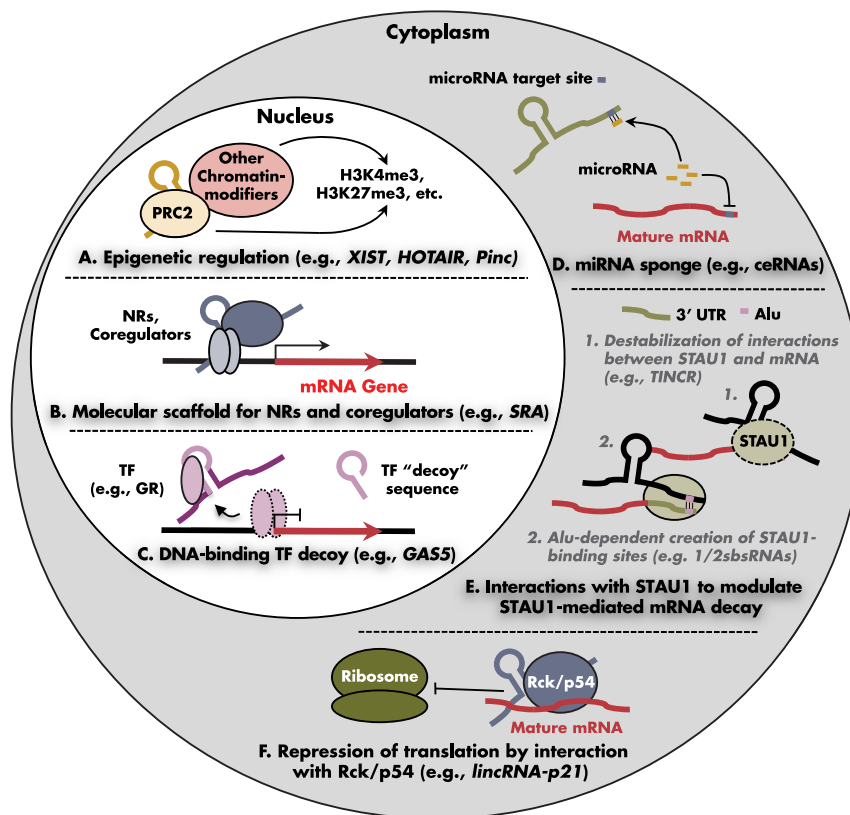 Cytoplasm
microRNA target site
Nucleus
Other
Chromatin-
modifiers
PRC2
H3K4me3,
H3K27me3, etc.
A. Epigenetic regulation (e.g., XIST, HOTAIR, Pinc)
NRs,
Coregulators
mRNA Gene
B. Molecular scaffold for NRs and coregulators (e.g., SRA)
TF
(e.g., GR)
TF “decoy”
sequence
C. DNA-binding TF decoy (e.g., GAS5)
microRNA
Mature mRNA
D. miRNA sponge (e.g., ceRNAs)
3’ UTR
Alu
1. Destabilization of interactions
between STAU1 and mRNA
(e.g., TINCR)
1.
STAU1
2.
2. Alu-dependent creation of STAU1-
binding sites (e.g. 1/2sbsRNAs)
E. Interactions with STAU1 to modulate
STAU1-mediated mRNA decay
Ribosome
Rck/p54
Mature mRNA
F. Repression of translation by interaction
with Rck/p54 (e.g., lincRNA-p21)